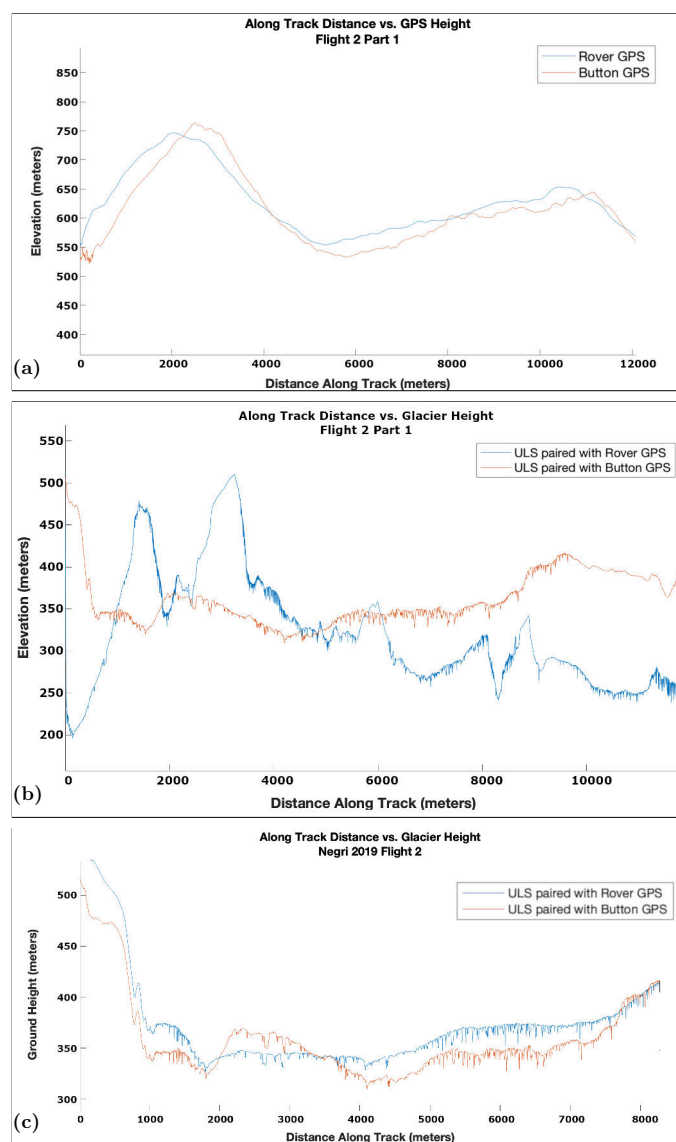 Along Track Distance vs. GPS Height
Flight 2 Part 1
Rover GPS
Button GPS
Elevation (meters)
850
800
750
700
650
600
550
500
450
400
0 2000 4000 6000 8000 10000 12000
Distance Along Track (meters)
(a)
Along Track Distance vs. Glacier Height
Flight 2 Part 1
ULS paired with Rover GPS
ULS paired with Button GPS
Elevation (meters)
550
500
450
400
350
300
250
200
0 2000 4000 6000 8000 10000
Distance Along Track (meters)
(b)
Along Track Distance vs. Glacier Height
Negri 2019 Flight 2
ULS paired with Rover GPS
ULS paired with Button GPS
Ground Height (meters)
500
450
400
350
300
0 1000 2000 3000 4000 5000 6000 7000 8000
Distance Along Track (meters)
(c)